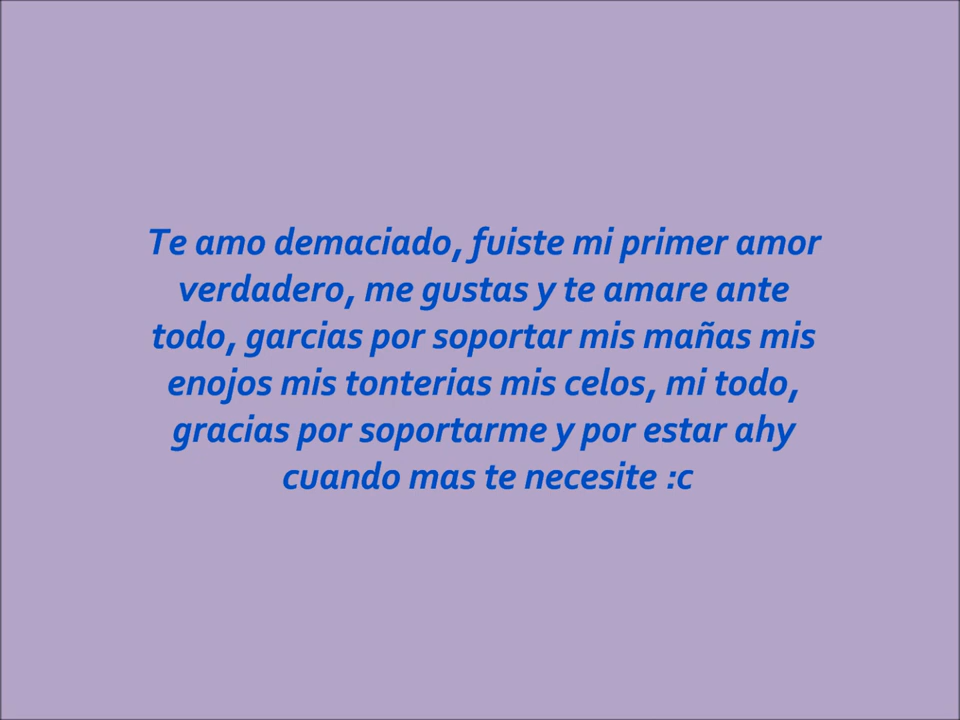 Te amo demaciado, fuiste mi primer amor
verdadero, me gustas y te amare ante
todo, garcias por soportar mis mañas mis
enojos mis tonterias mis celos, mi todo,
gracias por soportarme y por estar ahy
cuando mas te necesite :c